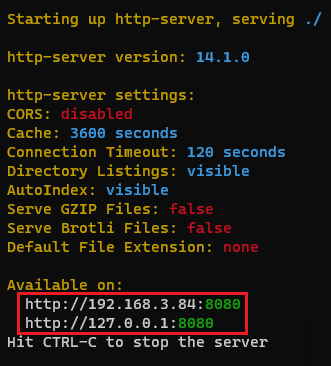 Starting up http-server, serving ./
http-server version: 14.1.0
http-server settings:
CORS: disabled
Cache: 3600 seconds
Connection Timeout: 120 seconds
Directory Listings: visible
AutoIndex: visible
Serve GZIP Files: false
Serve Brotli Files: false
Default File Extension: none
Available on:
http://192.168.3.84:8080
http://127.0.0.1:8080
Hit CTRL-C to stop the server